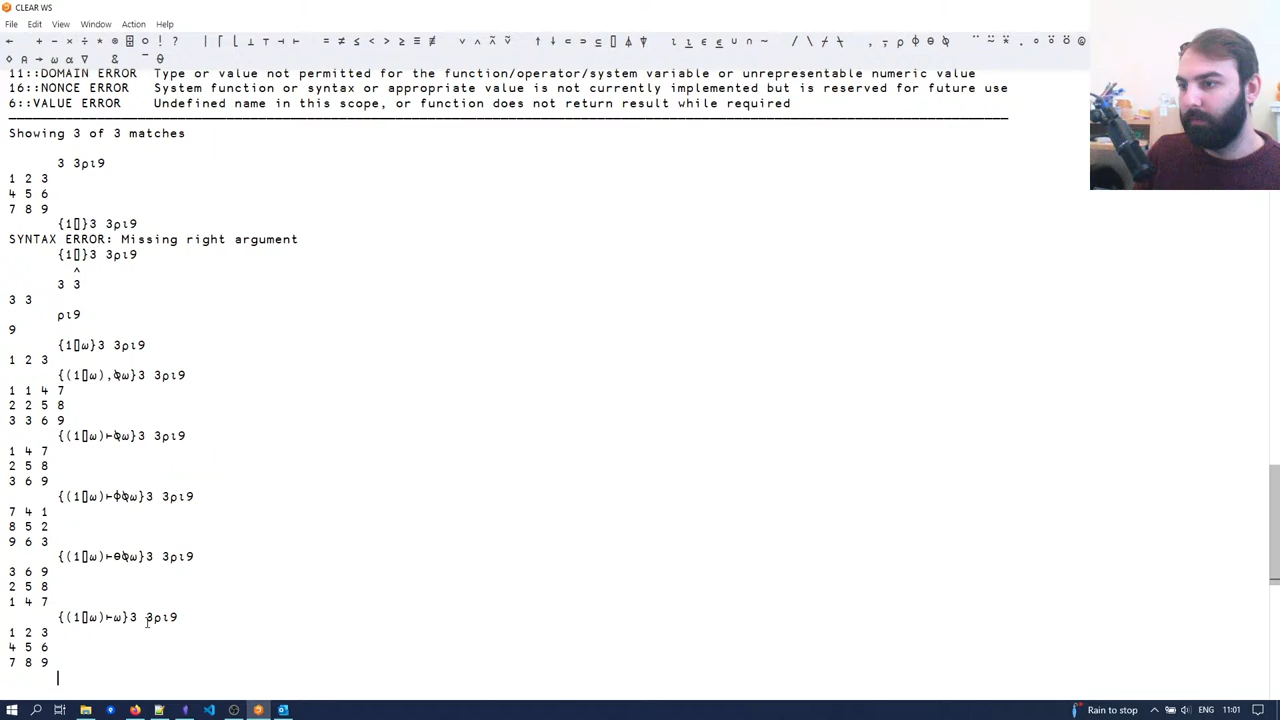 CLEAR WS
File Edit View Window Action Help
← + - × ÷ * ⍟ ⌹ ○ ! ? | ⌈ ⌊ ⊥ ⊤ ⊣ ⊢ = ≠ ≤ < > ≥ ≡ ≢ ∨ ∧ ⍲ ⍱ ↑ ↓ ⊂ ⊃ ⊆ ⌷ ⍋ ⍒ ⍳ ⍸ ∊ ⍷ ∪ ∩ ~ / \ ⌿ ⍀ , ⍪ ⍴ ⌽ ⊖ ⍉ ¨ ⍨ ⍣ . ∘ ⍤ ⍥ @
⋄ ⍝ → ⍵ ⍺ ∇ & ¯ ⍬
11::DOMAIN ERROR Type or value not permitted for the function/operator/system variable or unrepresentable numeric value
16::NONCE ERROR System function or syntax or appropriate value is not currently implemented but is reserved for future use
6::VALUE ERROR Undefined name in this scope, or function does not return result while required
Showing 3 of 3 matches
3 3⍴⍳9
1 2 3
4 5 6
7 8 9
{1⌷}3 3⍴⍳9
SYNTAX ERROR: Missing right argument
{1⌷}3 3⍴⍳9
^
3 3
3 3
⍴⍳9
9
{1⌷⍵}3 3⍴⍳9
1 2 3
{(1⌷⍵),⍉⍵}3 3⍴⍳9
1 1 4 7
2 2 5 8
3 3 6 9
{(1⌷⍵)⊢⍉⍵}3 3⍴⍳9
1 4 7
2 5 8
3 6 9
{(1⌷⍵)⊢⌽⍉⍵}3 3⍴⍳9
7 4 1
8 5 2
9 6 3
{(1⌷⍵)⊢⊖⍉⍵}3 3⍴⍳9
3 6 9
2 5 8
1 4 7
{(1⌷⍵)⊢⍵}3 3⍴⍳9
1 2 3
4 5 6
7 8 9
Rain to stop ENG 11:01